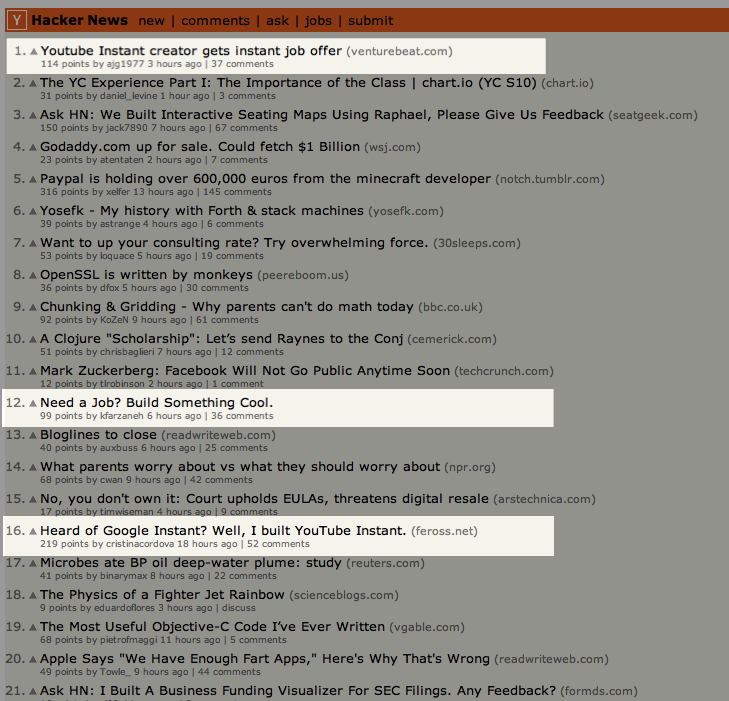 Y Hacker News new | comments | ask | jobs | submit
1. Youtube Instant creator gets instant job offer (venturebeat.com)
114 points by ajg1977 3 hours ago | 37 comments
2. The YC Experience Part I: The Importance of the Class | chart.io (YC S10) (chart.io)
31 points by daniel_levine 1 hour ago | 3 comments
3. Ask HN: We Built Interactive Seating Maps Using Raphael, Please Give Us Feedback (seatgeek.com)
150 points by jack7890 7 hours ago | 67 comments
4. Godaddy.com up for sale. Could fetch $1 Billion (wsj.com)
23 points by atentaten 2 hours ago | 7 comments
5. Paypal is holding over 600,000 euros from the minecraft developer (notch.tumblr.com)
316 points by xelfer 13 hours ago | 145 comments
6. Yosefk - My history with Forth & stack machines (yosefk.com)
39 points by astrange 4 hours ago | 6 comments
7. Want to up your consulting rate? Try overwhelming force. (30sleeps.com)
53 points by loquace 5 hours ago | 19 comments
8. OpenSSL is written by monkeys (peereboom.us)
36 points by dfox 5 hours ago | 30 comments
9. Chunking & Gridding - Why parents can't do math today (bbc.co.uk)
92 points by KoZeN 9 hours ago | 61 comments
10. A Clojure "Scholarship": Let's send Raynes to the Conj (cemerick.com)
51 points by chrisbaglieri 7 hours ago | 12 comments
11. Mark Zuckerberg: Facebook Will Not Go Public Anytime Soon (techcrunch.com)
12 points by tlrobinson 2 hours ago | 1 comment
12. Need a Job? Build Something Cool.
99 points by kfarzaneh 6 hours ago | 36 comments
13. Bloglines to close (readwriteweb.com)
40 points by auxbuss 6 hours ago | 25 comments
14. What parents worry about vs what they should worry about (npr.org)
68 points by cwan 9 hours ago | 42 comments
15. No, you don't own it: Court upholds EULAs, threatens digital resale (arstechnica.com)
17 points by timwiseman 4 hours ago | 9 comments
16. Heard of Google Instant? Well, I built YouTube Instant. (feross.net)
219 points by cristinacordova 18 hours ago | 52 comments
17. Microbes ate BP oil deep-water plume: study (reuters.com)
41 points by binarymax 8 hours ago | 22 comments
18. The Physics of a Fighter Jet Rainbow (scienceblogs.com)
9 points by eduardoflores 3 hours ago | discuss
19. The Most Useful Objective-C Code I've Ever Written (vgable.com)
68 points by pietrofmaggi 11 hours ago | 5 comments
20. Apple Says "We Have Enough Fart Apps," Here's Why That's Wrong (readwriteweb.com)
49 points by Towle_ 9 hours ago | 44 comments
21. Ask HN: I Built A Business Funding Visualizer For SEC Filings. Any Feedback? (formds.com)